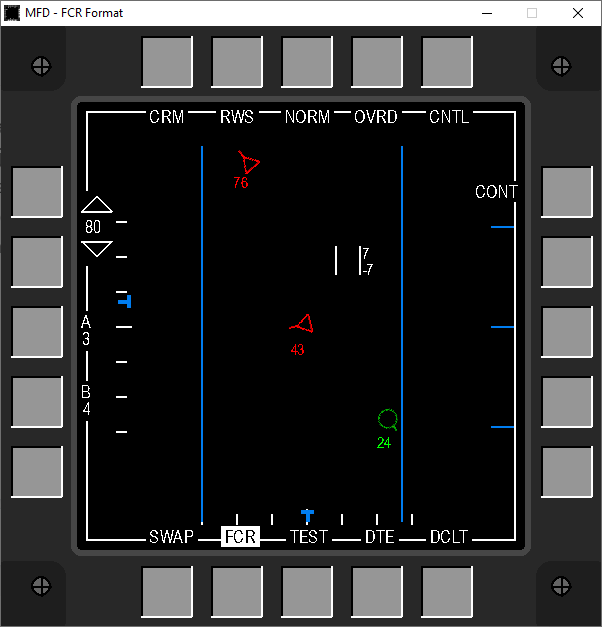 MFD - FCR Format
CRM RWS NORM OVRD CNTL
76
CONT
80
7
-7
A
3
43
B
4
24
SWAP FCR TEST DTE DCLT